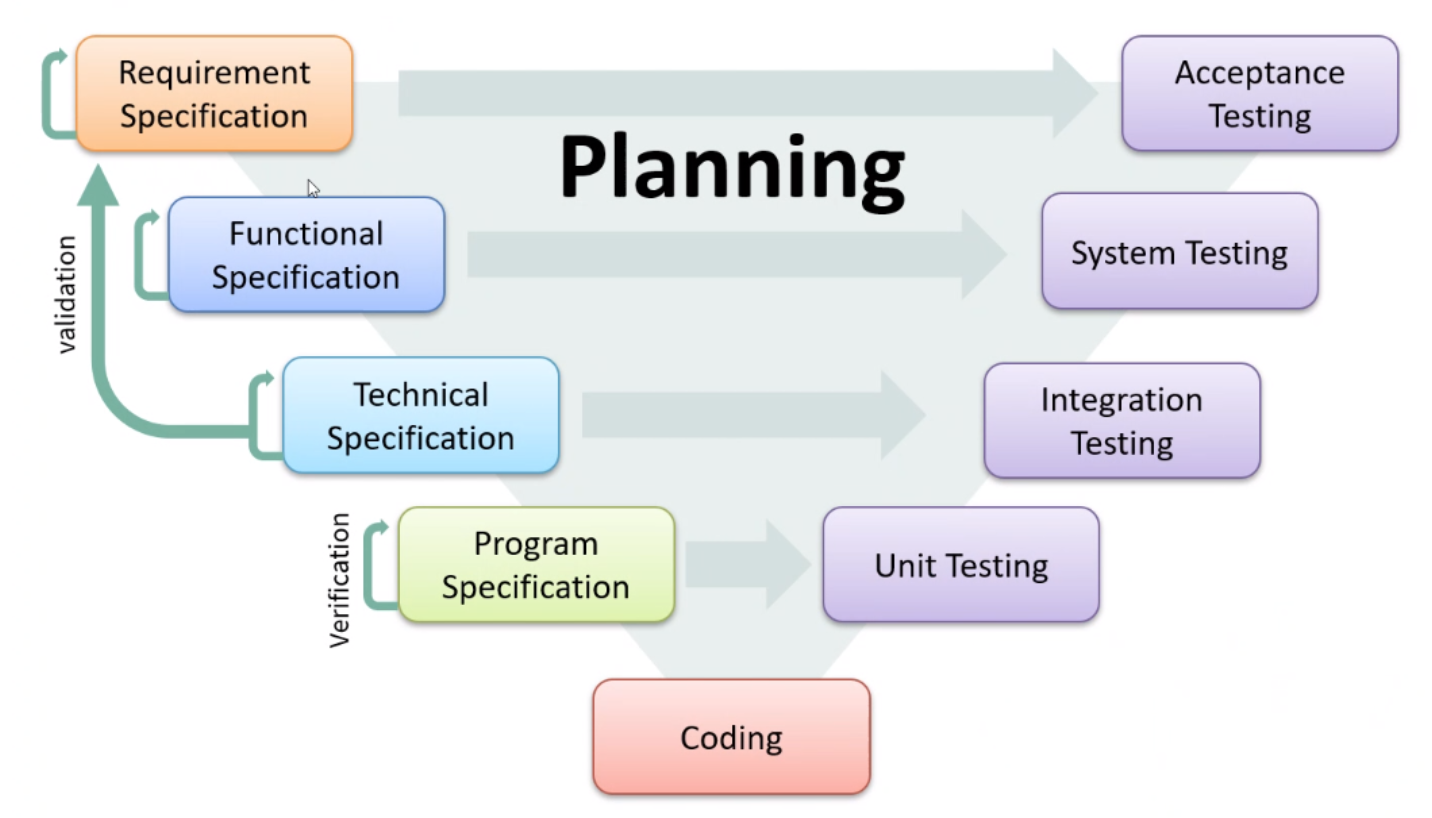 Requirement
Specification
Acceptance
Testing
Planning
Functional
Specification
System Testing
validation
Technical
Specification
Integration
Testing
Verification
Program
Specification
Unit Testing
Coding